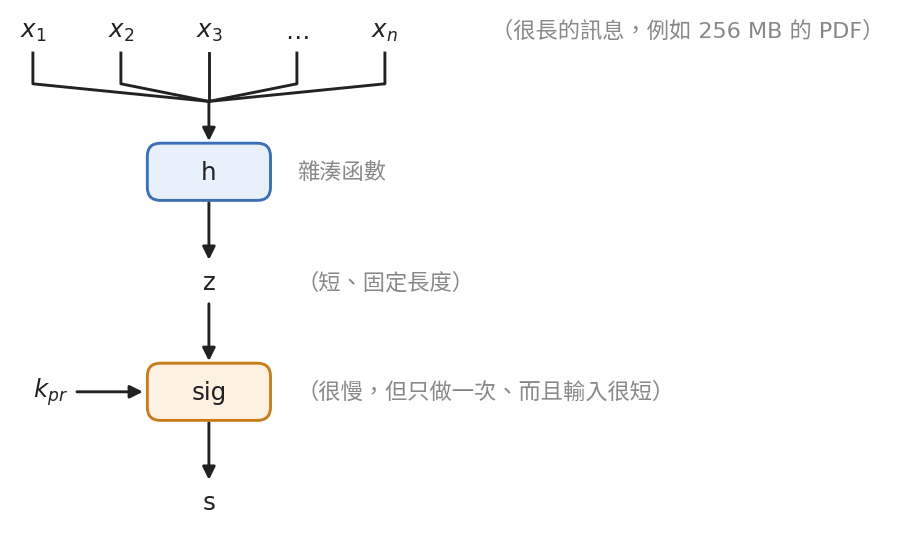 x₁ x₂ x₃ … xₙ （很長的訊息，例如 256 MB 的 PDF）
h 雜湊函數
z （短、固定長度）
k_pr sig （很慢，但只做一次、而且輸入很短）
s